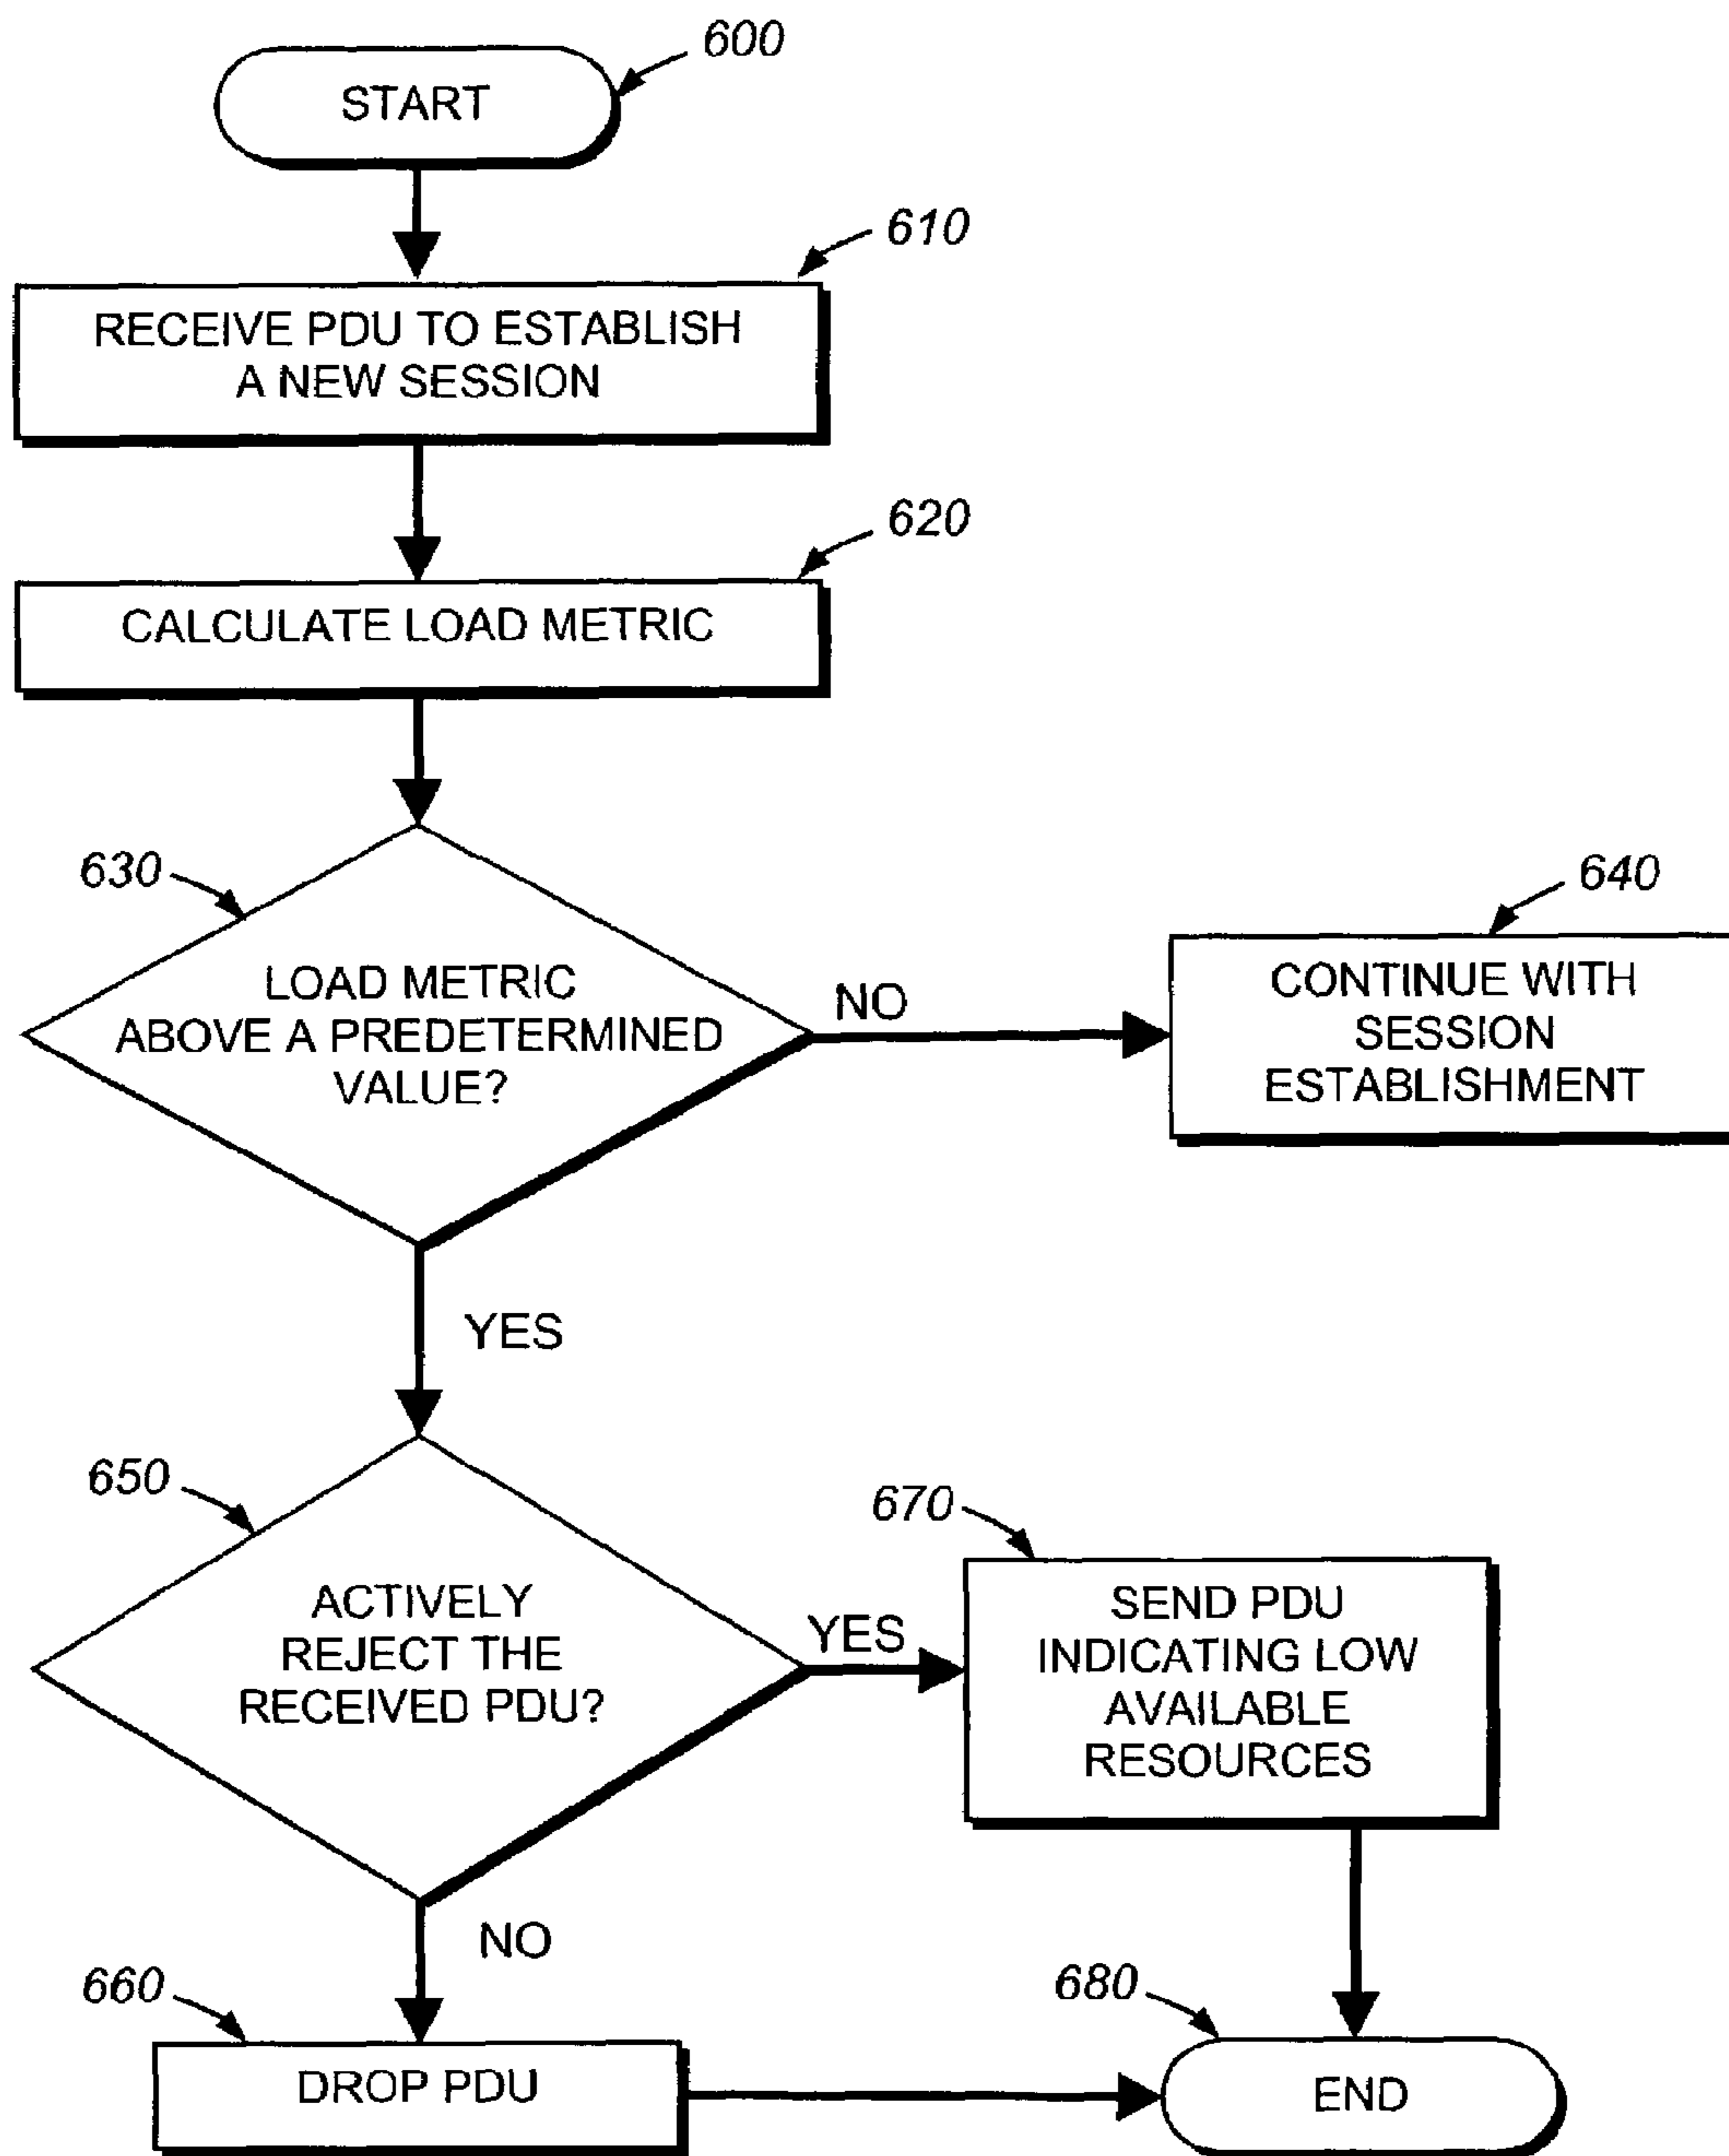 600
START
610
RECEIVE PDU TO ESTABLISH
A NEW SESSION
620
CALCULATE LOAD METRIC
630
LOAD METRIC
ABOVE A PREDETERMINED
VALUE?
NO
640
CONTINUE WITH
SESSION
ESTABLISHMENT
YES
650
ACTIVELY
REJECT THE
RECEIVED PDU?
YES
670
SEND PDU
INDICATING LOW
AVAILABLE
RESOURCES
NO
660
DROP PDU
680
END